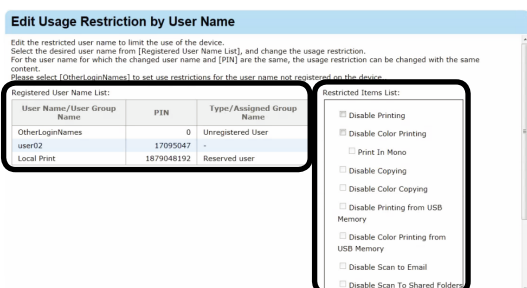 Edit Usage Restriction by User Name
Edit the restricted user name to limit the use of the device.
Select the desired user name from [Registered User Name List], and change the usage restriction.
For the user name for which the changed user name and [PIN] are the same, the usage restriction can be changed with the same
content.
Please select [OtherLoginNames] to set use restrictions for the user name not registered on the device.
Registered User Name List:
User Name/User Group Name PIN Type/Assigned Group Name
OtherLoginNames 0 Unregistered User
user02 17095047 -
Local Print 1879048192 Reserved user
Restricted Items List:
Disable Printing
Disable Color Printing
Print In Mono
Disable Copying
Disable Color Copying
Disable Printing from USB
Memory
Disable Color Printing from
USB Memory
Disable Scan to Email
Disable Scan To Shared Folders